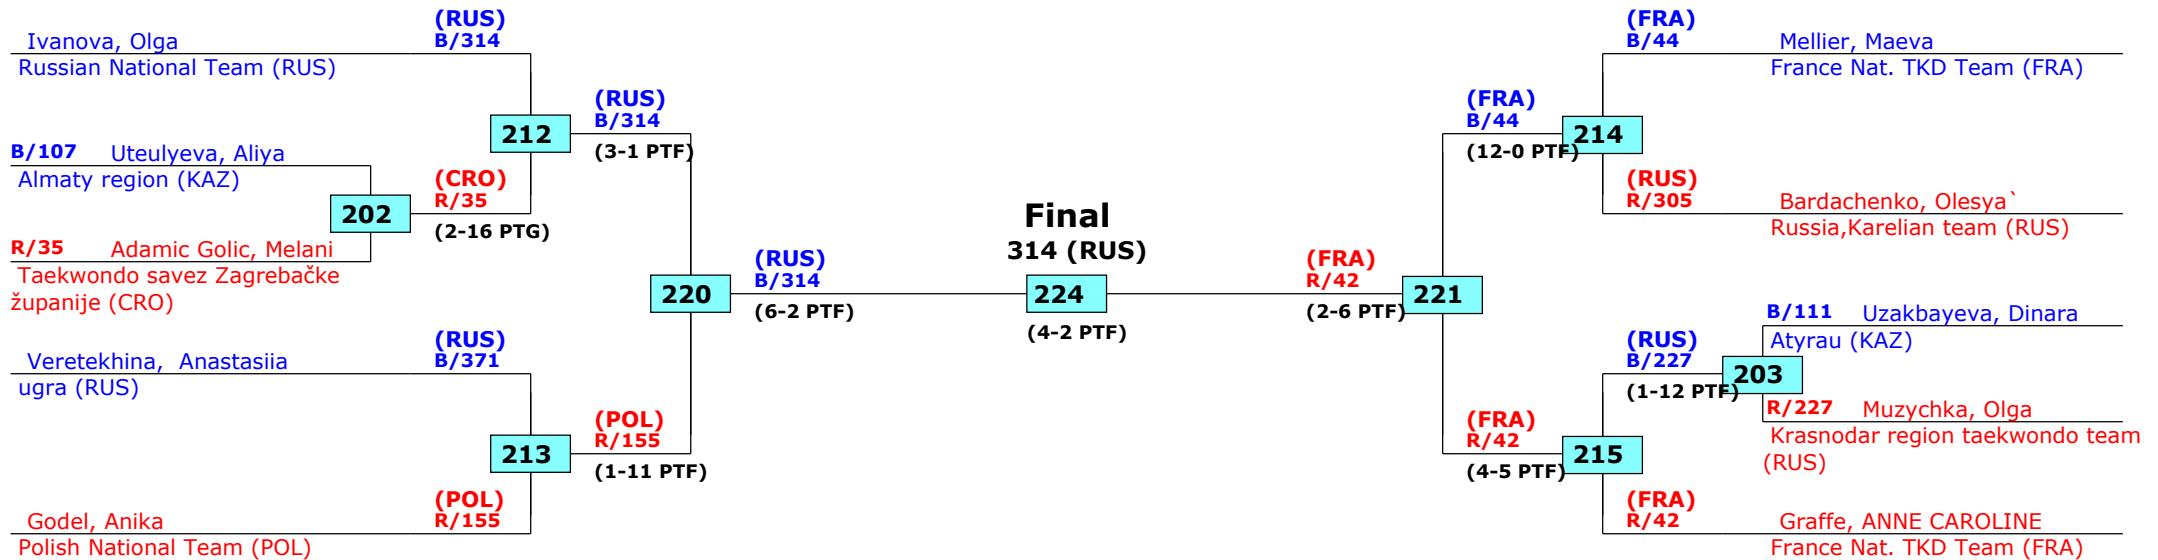 (RUS)
Ivanova, Olga B/314
Russian National Team (RUS)
(RUS)
B/314
212
(3-1 PTF)
B/107 Uteulyeva, Aliya
Almaty region (KAZ)
(CRO)
R/35
202
(2-16 PTG)
R/35 Adamic Golic, Melani
Taekwondo savez Zagrebačke
županije (CRO)
(RUS)
B/314
220
(6-2 PTF)
(RUS)
Veretekhina, Anastasiia B/371
ugra (RUS)
(POL)
R/155
213
(1-11 PTF)
(POL)
Godel, Anika R/155
Polish National Team (POL)
Final
314 (RUS)
224
(4-2 PTF)
(FRA)
R/42
221
(2-6 PTF)
(FRA)
B/44 Mellier, Maeva
France Nat. TKD Team (FRA)
(FRA)
B/44
214
(12-0 PTF)
(RUS)
R/305 Bardachenko, Olesya`
Russia,Karelian team (RUS)
B/111 Uzakbayeva, Dinara
Atyrau (KAZ)
(RUS)
B/227
203
(1-12 PTF)
R/227 Muzychka, Olga
Krasnodar region taekwondo team
(RUS)
(FRA)
R/42
215
(4-5 PTF)
(FRA)
R/42 Graffe, ANNE CAROLINE
France Nat. TKD Team (FRA)